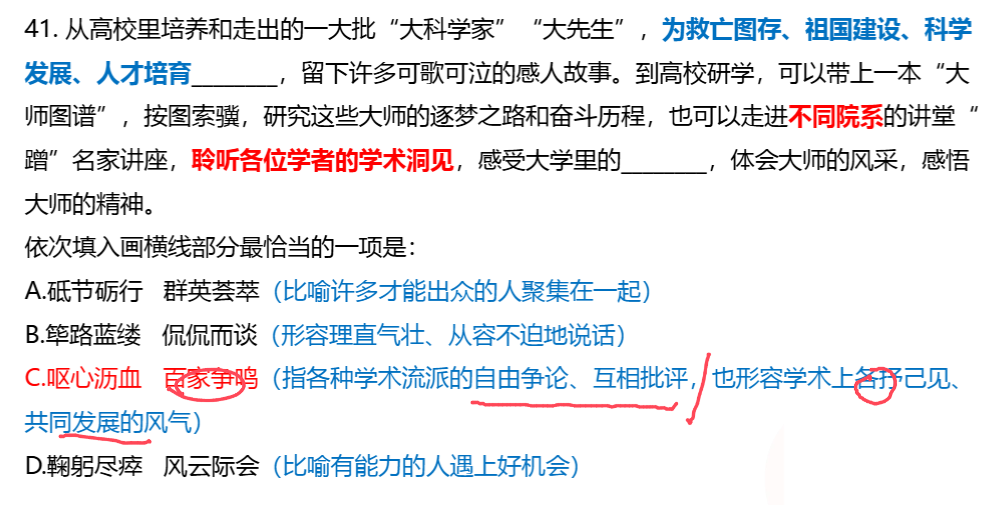 41. 从高校里培养和走出的一大批“大科学家”“大先生”，为救亡图存、祖国建设、科学
发展、人才培育________，留下许多可歌可泣的感人故事。到高校研学，可以带上一本“大
师图谱”，按图索骥，研究这些大师的逐梦之路和奋斗历程，也可以走进不同院系的讲堂“
蹭”名家讲座，聆听各位学者的学术洞见，感受大学里的________，体会大师的风采，感悟
大师的精神。
依次填入画横线部分最恰当的一项是：
A.砥节砺行 群英荟萃（比喻许多才能出众的人聚集在一起）
B.筚路蓝缕 侃侃而谈（形容理直气壮、从容不迫地说话）
C.呕心沥血 百家争鸣（指各种学术流派的自由争论、互相批评，也形容学术上各抒己见、
共同发展的风气）
D.鞠躬尽瘁 风云际会（比喻有能力的人遇上好机会）